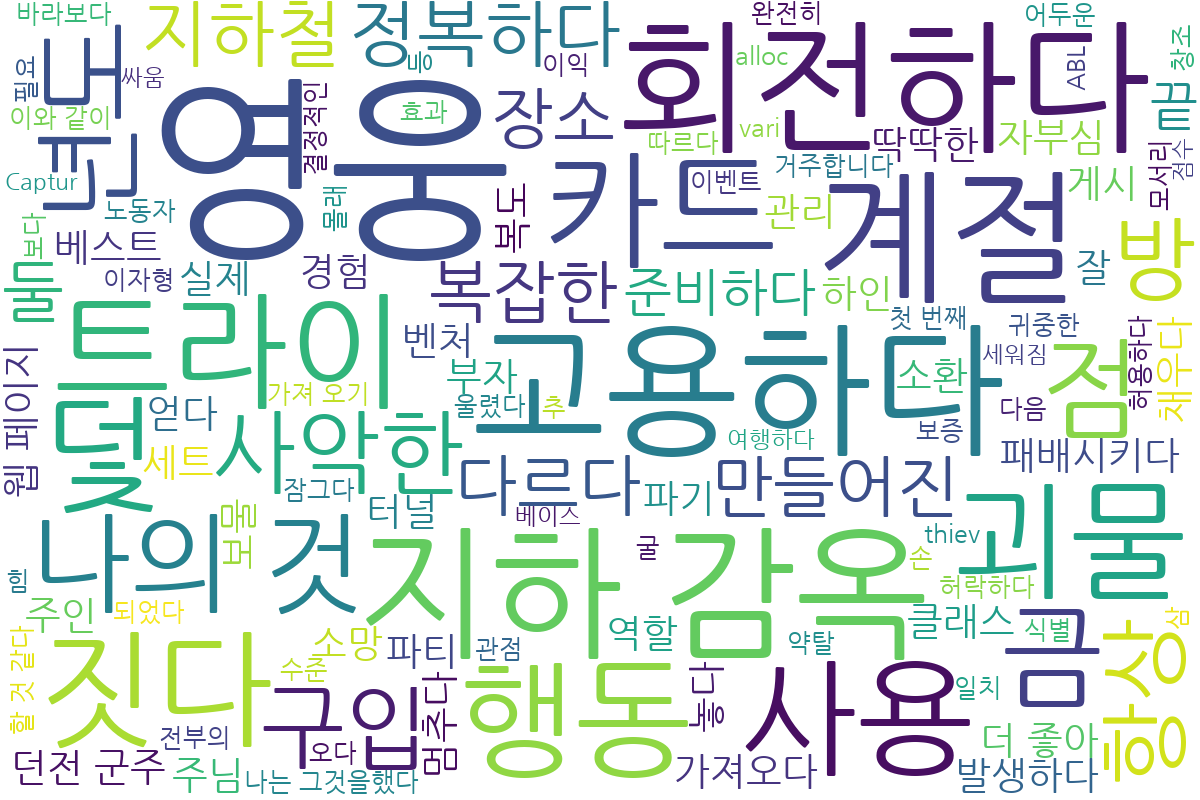 바라보다
지하철
정복하다
완전히
어두운
등
이익
alloc
ABL
창조
필요
싸움
년도
영웅
회전하다
이와 같이
결정적인
효과
장소
따르다
vari
딱딱한
자부심
끝
카드
계절
Captur
노동자
몰래
복도
이벤트
거주합니다
게시
모서리
점수
관리
보다
베스트
방
둘
이자형
실제
경험
복잡한
준비하다
하인
잘
트라이
벤처
고용하다
첫 번째
귀중한
점
세워짐
허용하다
채우다
웹 페이지
덫
얻다
가져 오기
부자
울렸다
추
소환
다음
사악한
여행하다
보증
세트
잠그다
터널
다르다
파기
만들어진
패배시키다
보물
베이스
나의 것
지하 감옥
굴
손
thiev
괴물
허락하다
주인
되었다
소망
파티
관점
역할
약탈
클래스
식별
금
항상
삼
할 것 같다
짓다
수준
구입
멈추다
행동
놓다
사용
일치
전부의
오다
더 좋아
던전 군주
주님
나는 그것을했다
가져오다
발생하다